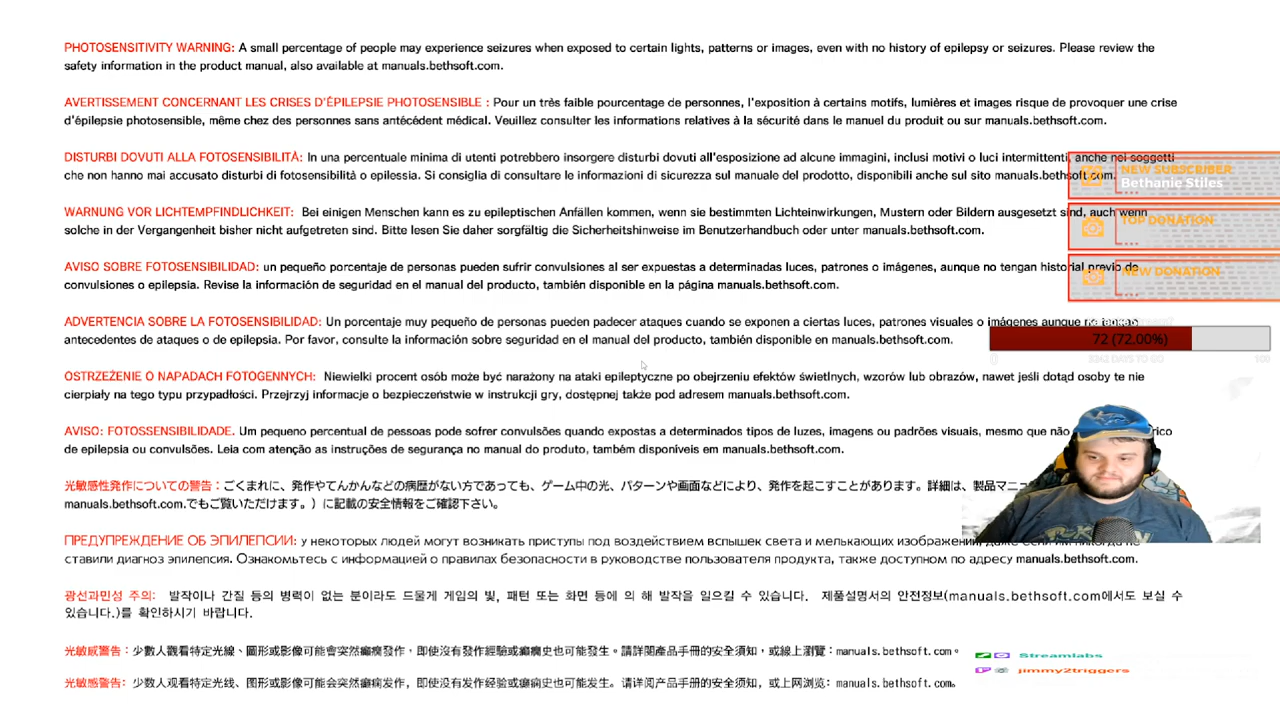 PHOTOSENSITIVITY WARNING: A small percentage of people may experience seizures when exposed to certain lights, patterns or images, even with no history of epilepsy or seizures. Please review the
safety information in the product manual, also available at manuals.bethsoft.com.
AVERTISSEMENT CONCERNANT LES CRISES D'ÉPILEPSIE PHOTOSENSIBLE : Pour un très faible pourcentage de personnes, l'exposition à certains motifs, lumières et images risque de provoquer une crise
d'épilepsie photosensible, même chez des personnes sans antécédent médical. Veuillez consulter les informations relatives à la sécurité dans le manuel du produit ou sur manuals.bethsoft.com.
DISTURBI DOVUTI ALLA FOTOSENSIBILITÀ: In una percentuale minima di utenti potrebbero insorgere disturbi dovuti all'esposizione ad alcune immagini, inclusi motivi o luci intermittenti, anche nei soggetti
che non hanno mai accusato disturbi di fotosensibilità o epilessia. Si consiglia di consultare le informazioni di sicurezza sul manuale del prodotto, disponibili anche sul sito manuals.bethsoft.com.
NEW SUBSCRIBER
Bethanie Stiles
WARNUNG VOR LICHTEMPFINDLICHKEIT: Bei einigen Menschen kann es zu epileptischen Anfällen kommen, wenn sie bestimmten Lichteinwirkungen, Mustern oder Bildern ausgesetzt sind, auch wenn
solche in der Vergangenheit bisher nicht aufgetreten sind. Bitte lesen Sie daher sorgfältig die Sicherheitshinweise im Benutzerhandbuch oder unter manuals.bethsoft.com.
TOP DONATION
AVISO SOBRE FOTOSENSIBILIDAD: un pequeño porcentaje de personas pueden sufrir convulsiones al ser expuestas a determinadas luces, patrones o imágenes, aunque no tengan historial previo de
convulsiones o epilepsia. Revise la información de seguridad en el manual del producto, también disponible en la página manuals.bethsoft.com.
NEW DONATION
ADVERTENCIA SOBRE LA FOTOSENSIBILIDAD: Un porcentaje muy pequeño de personas pueden padecer ataques cuando se exponen a ciertas luces, patrones visuales o imágenes aunque no tengan
antecedentes de ataques o de epilepsia. Por favor, consulte la información sobre seguridad en el manual del producto, también disponible en manuals.bethsoft.com.
72 (72.00%)
0
DAYS TO GO
100
OSTRZEŻENIE O NAPADACH FOTOGENNYCH: Niewielki procent osób może być narażony na ataki epileptyczne po obejrzeniu efektów świetlnych, wzorów lub obrazów, nawet jeśli dotąd osoby te nie
cierpiały na tego typu przypadłości. Przejrzyj informacje o bezpieczeństwie w instrukcji gry, dostępnej także pod adresem manuals.bethsoft.com.
AVISO: FOTOSSENSIBILIDADE. Um pequeno percentual de pessoas pode sofrer convulsões quando expostas a determinados tipos de luzes, imagens ou padrões visuais, mesmo que não
de epilepsia ou convulsões. Leia com atenção as instruções de segurança no manual do produto, também disponíveis em manuals.bethsoft.com.
光敏感性発作についての警告：ごくまれに、発作やてんかんなどの病歴がない方であっても、ゲーム中の光、パターンや画面などにより、発作を起こすことがあります。詳細は、製品マニュ
manuals.bethsoft.com.でもご覧いただけます。）に記載の安全情報をご確認下さい。
ПРЕДУПРЕЖДЕНИЕ ОБ ЭПИЛЕПСИИ: у некоторых людей могут возникать приступы под воздействием вспышек света и мелькающих изображений, даже если им никогда не
ставили диагноз эпилепсия. Ознакомьтесь с информацией о правилах безопасности в руководстве пользователя продукта, также доступном по адресу manuals.bethsoft.com.
광선과민성 주의: 발작이나 간질 등의 병력이 없는 분이라도 드물게 게임의 빛, 패턴 또는 화면 등에 의 해 발작을 일으킬 수 있습니다. 제품설명서의 안전정보(manuals.bethsoft.com에서도 보실 수
있습니다.)를 확인하시기 바랍니다.
光敏感警告：少數人觀看特定光線、圖形或影像可能會突然癲癇發作，即使沒有發作經驗或癲癇史也可能發生。請詳閱產品手冊的安全須知，或線上瀏覽：manuals.bethsoft.com。
光敏感警告：少数人观看特定光线、图形或影像可能会突然癫痫发作，即使没有发作经验或癫痫史也可能发生。请详阅产品手册的安全须知，或上网浏览：manuals.bethsoft.com。
Streamlabs
jimmy2triggers